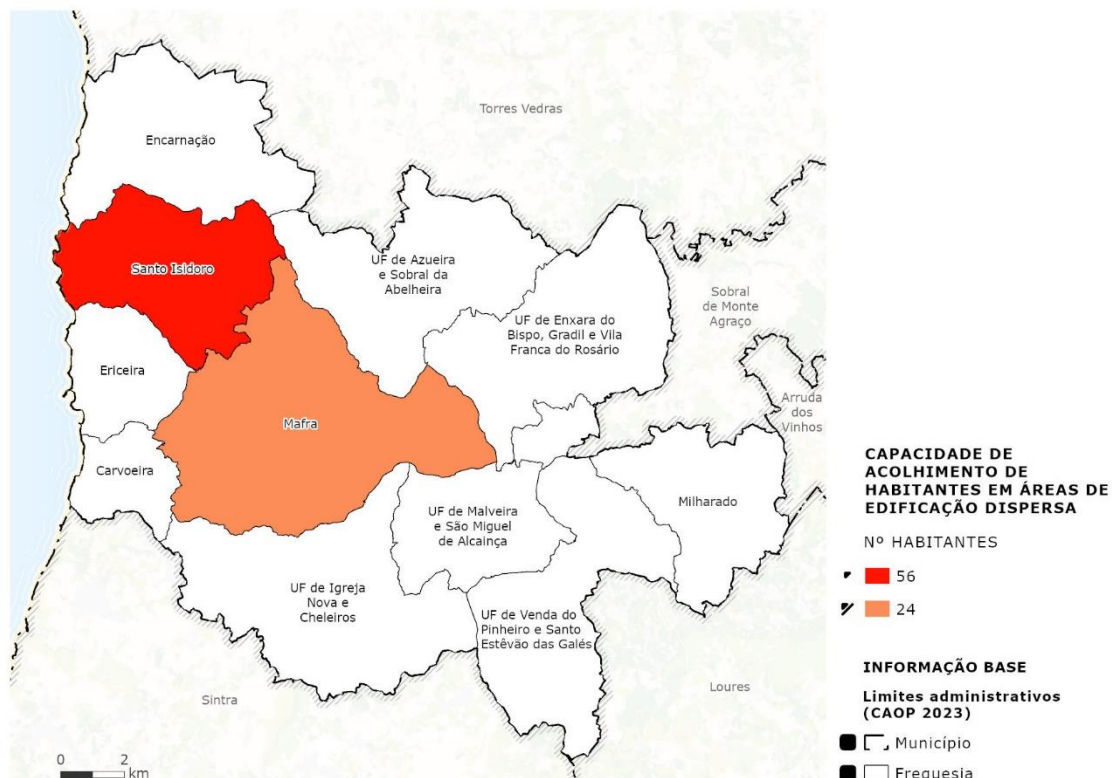 Torres Vedras
Encarnação
Santo Isidoro
UF de Azueira
e Sobral da
Abelheira
Sobral
de Monte
Agraço
UF de Enxara do
Bispo, Gradil e Vila
Franca do Rosário
Ericeira
Arruda
dos
Vinhos
Mafra
Carvoeira
Milharado
UF de Malveira
e São Miguel
de Alcainça
UF de Igreja
Nova e
Cheleiros
UF de Venda do
Pinheiro e Santo
Estêvão das Galés
Sintra
Loures
0 2
km
CAPACIDADE DE
ACOLHIMENTO DE
HABITANTES EM ÁREAS DE
EDIFICAÇÃO DISPERSA
Nº HABITANTES
56
24
INFORMAÇÃO BASE
Limites administrativos
(CAOP 2023)
Município
Freguesia